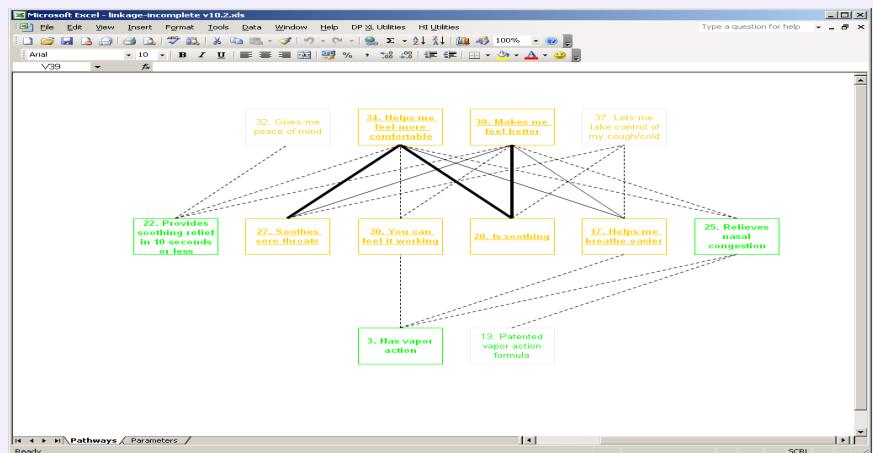 Microsoft Excel - linkage-incomplete v10.2.xls
File Edit View Insert Format Tools Data Window Help DP XL Utilities HI Utilities Type a question for help
100%
Arial 10 B I U
V39 fx
32. Gives me
peace of mind
34. Helps me
feel more
comfortable
38. Makes me
feel better
37. Lets me
take control of
my cough/cold
22. Provides
soothing relief
in 10 seconds
or less
27. Soothes
sore throats
30. You can
feel it working
20. Is soothing
17. Helps me
breathe easier
25. Relieves
nasal
congestion
3. Has vapor
action
13. Patented
vapor action
formula
Pathways Parameters
Ready SCRL